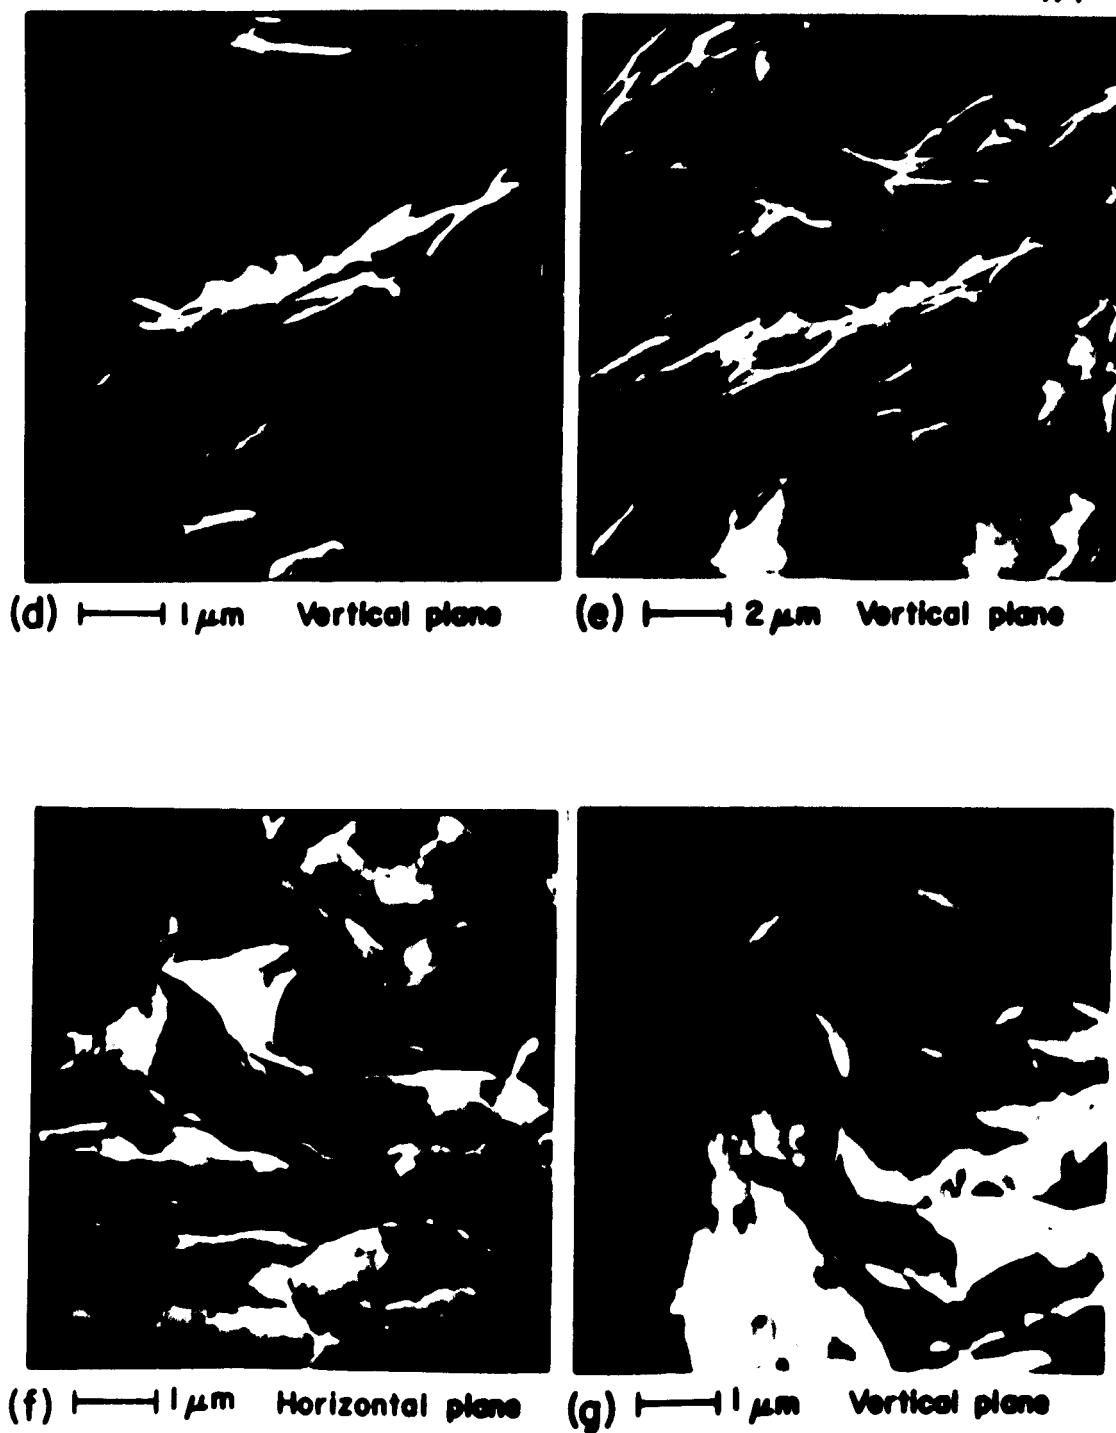 (d) 1 μm Vertical plane
(e) 2 μm Vertical plane
(f) 1 μm Horizontal plane
(g) 1 μm Vertical plane